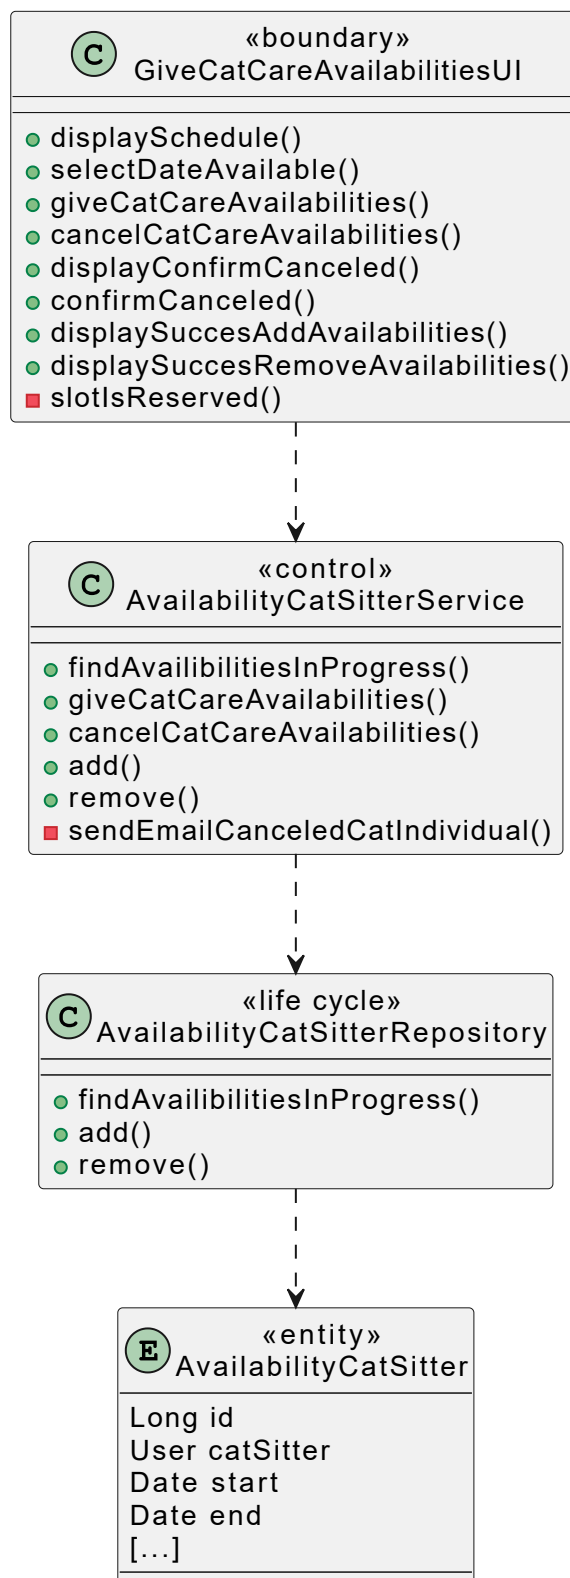 C
«boundary»
GiveCatCareAvailabilitiesUI
displaySchedule()
selectDateAvailable()
giveCatCareAvailabilities()
cancelCatCareAvailabilities()
displayConfirmCanceled()
confirmCanceled()
displaySuccesAddAvailabilities()
displaySuccesRemoveAvailabilities()
slotIsReserved()
C
«control»
AvailabilityCatSitterService
findAvailibilitiesInProgress()
giveCatCareAvailabilities()
cancelCatCareAvailabilities()
add()
remove()
sendEmailCanceledCatIndividual()
C
«life cycle»
AvailabilityCatSitterRepository
findAvailibilitiesInProgress()
add()
remove()
E
«entity»
AvailabilityCatSitter
Long id
User catSitter
Date start
Date end
[...]